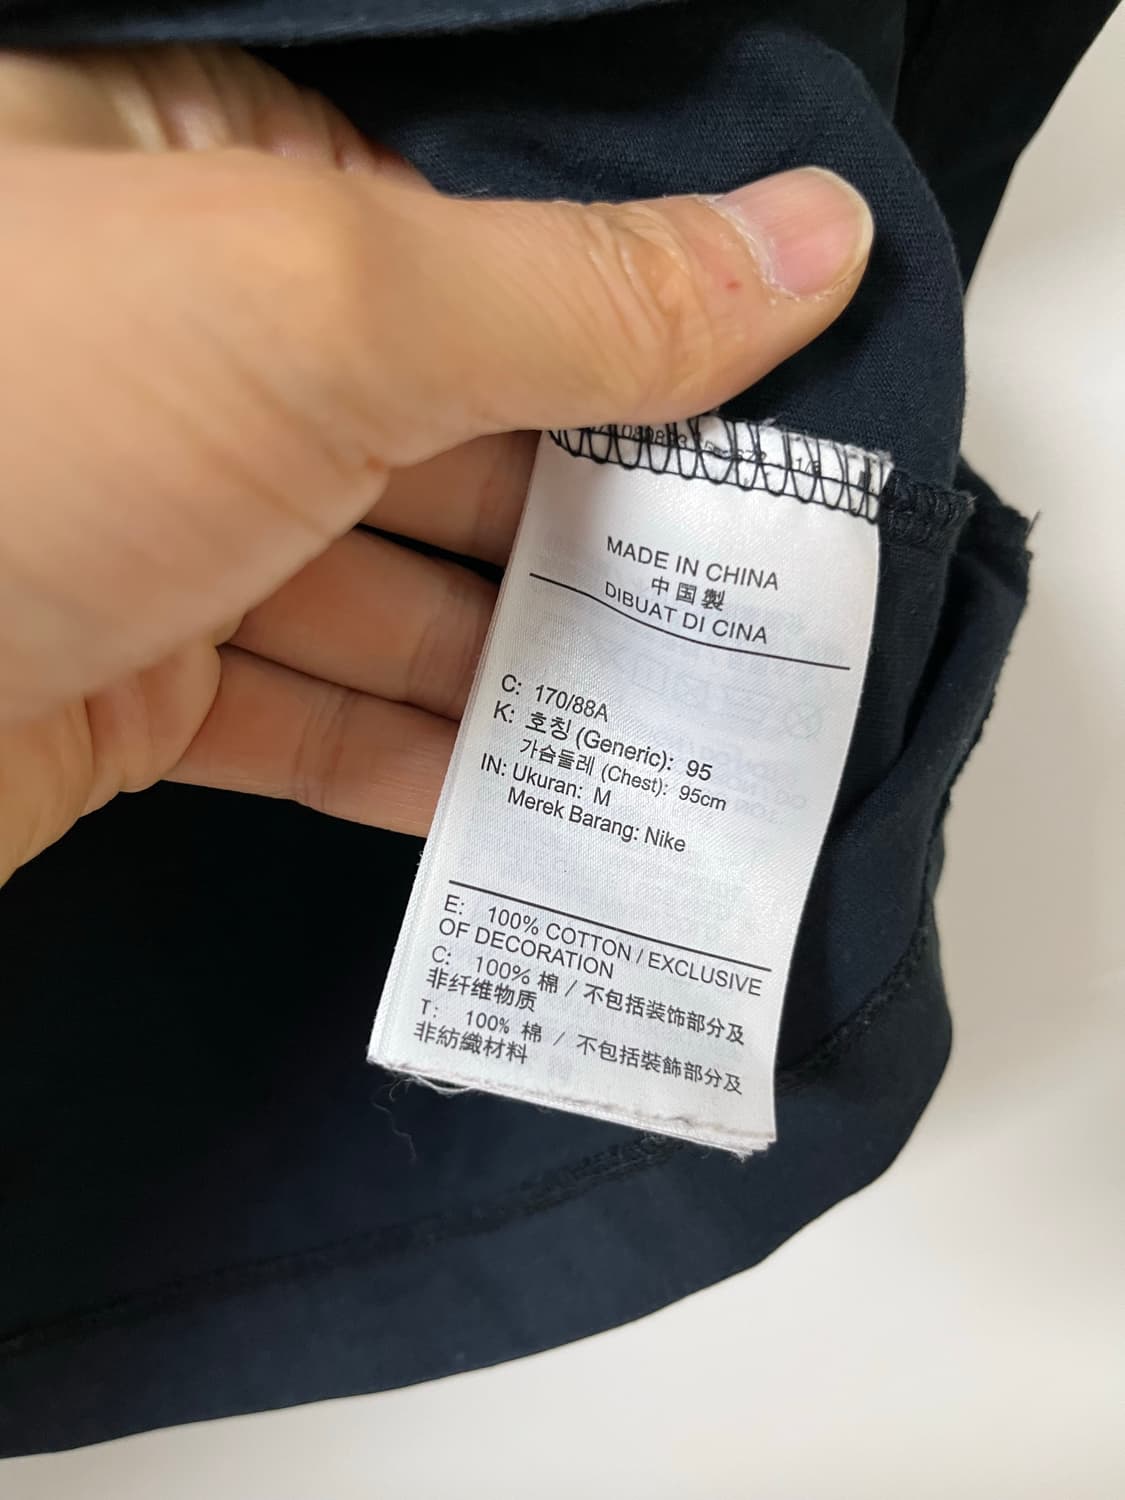 MADE IN CHINA
中国製
DIBUAT DI CINA
C: 170/88A
K: 호칭 (Generic): 95
가슴둘레 (Chest): 95cm
IN: Ukuran: M
Merek Barang: Nike
E: 100% COTTON / EXCLUSIVE
OF DECORATION
C: 100% 棉 / 不包括装饰部分及
非纤维物质
T: 100% 棉 / 不包括裝飾部分及
非紡織材料